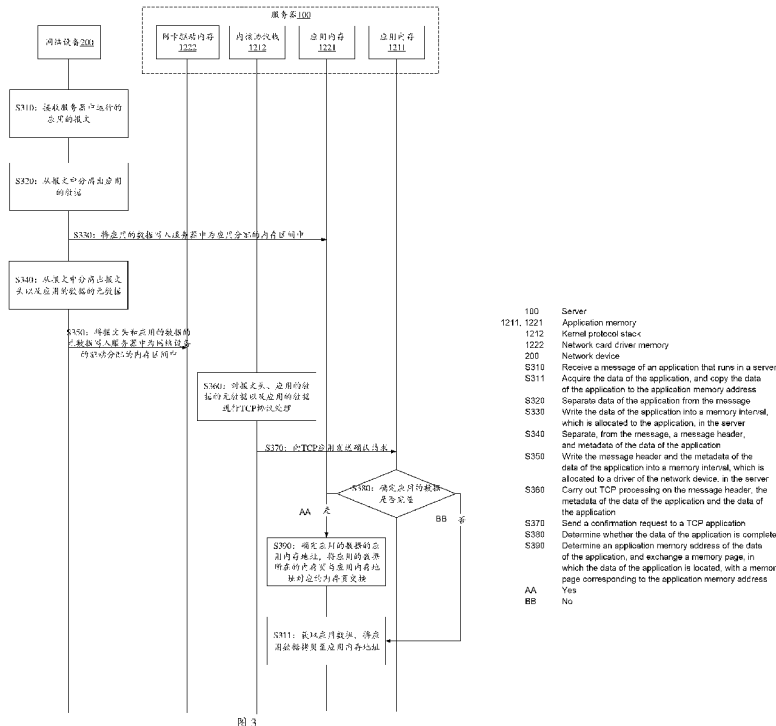 服务器100
网络设备200
网卡驱动内存
1222
内核协议栈
1212
应用内存
1221
应用内存
1211
S310：接收服务器中运行的
应用的报文
S320：从报文中分离出应用
的数据
S330：将应用的数据写入服务器中为应用分配的内存区间中
S340：从报文中分离出报文
头以及应用的数据的元数据
S350：将报文头和应用的数据的
元数据写入服务器中为网络设备
的驱动分配的内存区间中
S360：对报文头、应用的数
据的元数据以及应用的数据
进行TCP协议处理
S370：向TCP应用发送确认请求
S380：确定应用的数据
是否完整
AA 是
BB 否
S390：确定应用的数据的应
用内存地址，将应用的数据
所在的内存页与应用内存地
址对应的内存页交换
S311：获取应用数据，将应
用数据拷贝至应用内存地址
图 3
100 Server
1211, 1221 Application memory
1212 Kernel protocol stack
1222 Network card driver memory
200 Network device
S310 Receive a message of an application that runs in a server
S311 Acquire the data of the application, and copy the data
of the application to the application memory address
S320 Separate data of the application from the message
S330 Write the data of the application into a memory interval,
which is allocated to the application, in the server
S340 Separate, from the message, a message header,
and metadata of the data of the application
S350 Write the message header and the metadata of the
data of the application into a memory interval, which is
allocated to a driver of the network device, in the server
S360 Carry out TCP processing on the message header, the
metadata of the data of the application and the data of
the application
S370 Send a confirmation request to a TCP application
S380 Determine whether the data of the application is complete
S390 Determine an application memory address of the data
of the application, and exchange a memory page, in
which the data of the application is located, with a memory
page corresponding to the application memory address
AA Yes
BB No